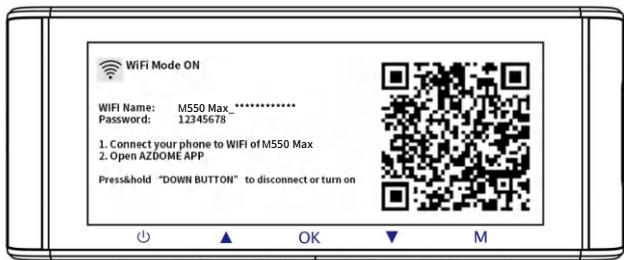 WiFi Mode ON
WIFI Name: M550 Max_************
Password: 12345678
1. Connect your phone to WIFI of M550 Max
2. Open AZDOME APP
Press&hold “DOWN BUTTON” to disconnect or turn on
OK M